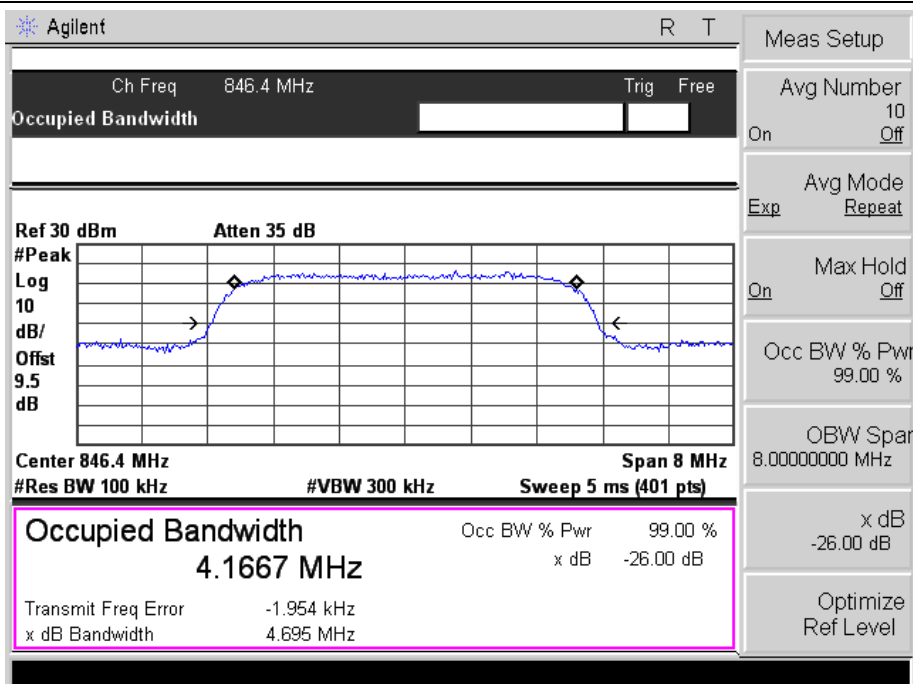 Agilent R T
Ch Freq 846.4 MHz Trig Free
Occupied Bandwidth
Ref 30 dBm Atten 35 dB
#Peak
Log
10
dB/
Offst
9.5
dB
Center 846.4 MHz Span 8 MHz
#Res BW 100 kHz #VBW 300 kHz Sweep 5 ms (401 pts)
Occupied Bandwidth
4.1667 MHz
Occ BW % Pwr 99.00 %
x dB -26.00 dB
Transmit Freq Error -1.954 kHz
x dB Bandwidth 4.695 MHz
Meas Setup
Avg Number
10
On Off
Avg Mode
Exp Repeat
Max Hold
On Off
Occ BW % Pwr
99.00 %
OBW Span
8.00000000 MHz
x dB
-26.00 dB
Optimize
Ref Level